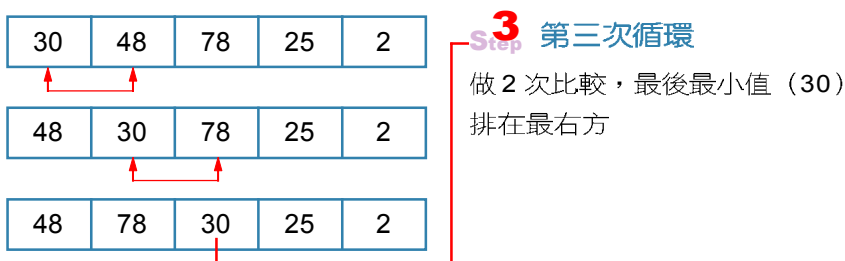 30 48 78 25 2
48 30 78 25 2
48 78 30 25 2
Step 3 第三次循環
做 2 次比較，最後最小值（30）
排在最右方